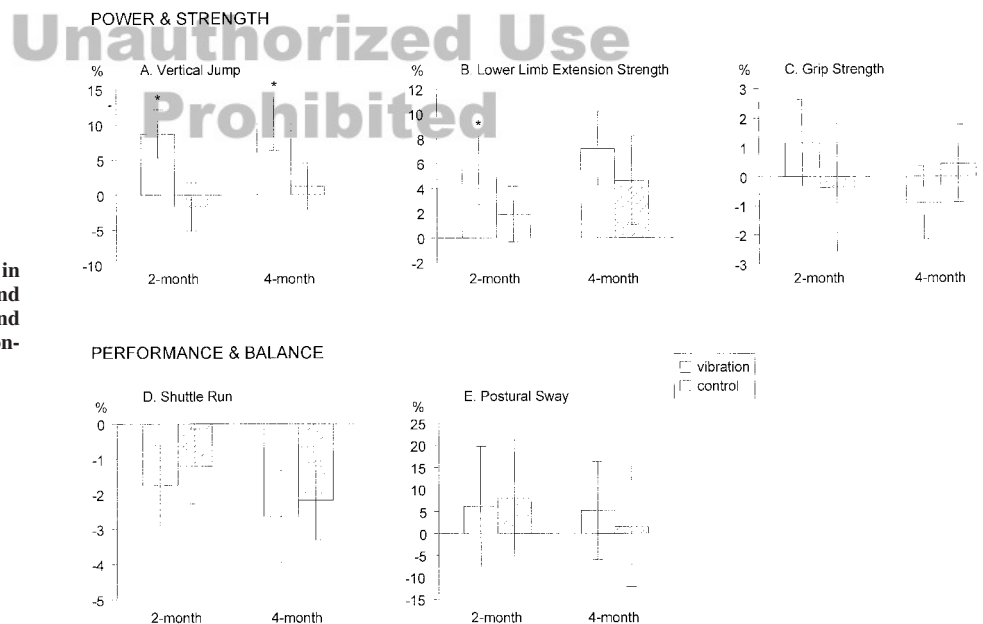 POWER & STRENGTH
Unauthorized Use
Prohibited
% A. Vertical Jump
15
10
5
0
-5
-10
*
*
2-month 4-month
% B. Lower Limb Extension Strength
12
10
8
6
4
2
0
-2
*
2-month 4-month
% C. Grip Strength
3
2
1
0
-1
-2
-3
2-month 4-month
in
nd
nd
on-
PERFORMANCE & BALANCE
vibration
control
% D. Shuttle Run
0
-1
-2
-3
-4
-5
2-month 4-month
% E. Postural Sway
25
20
15
10
5
0
-5
-10
-15
2-month 4-month